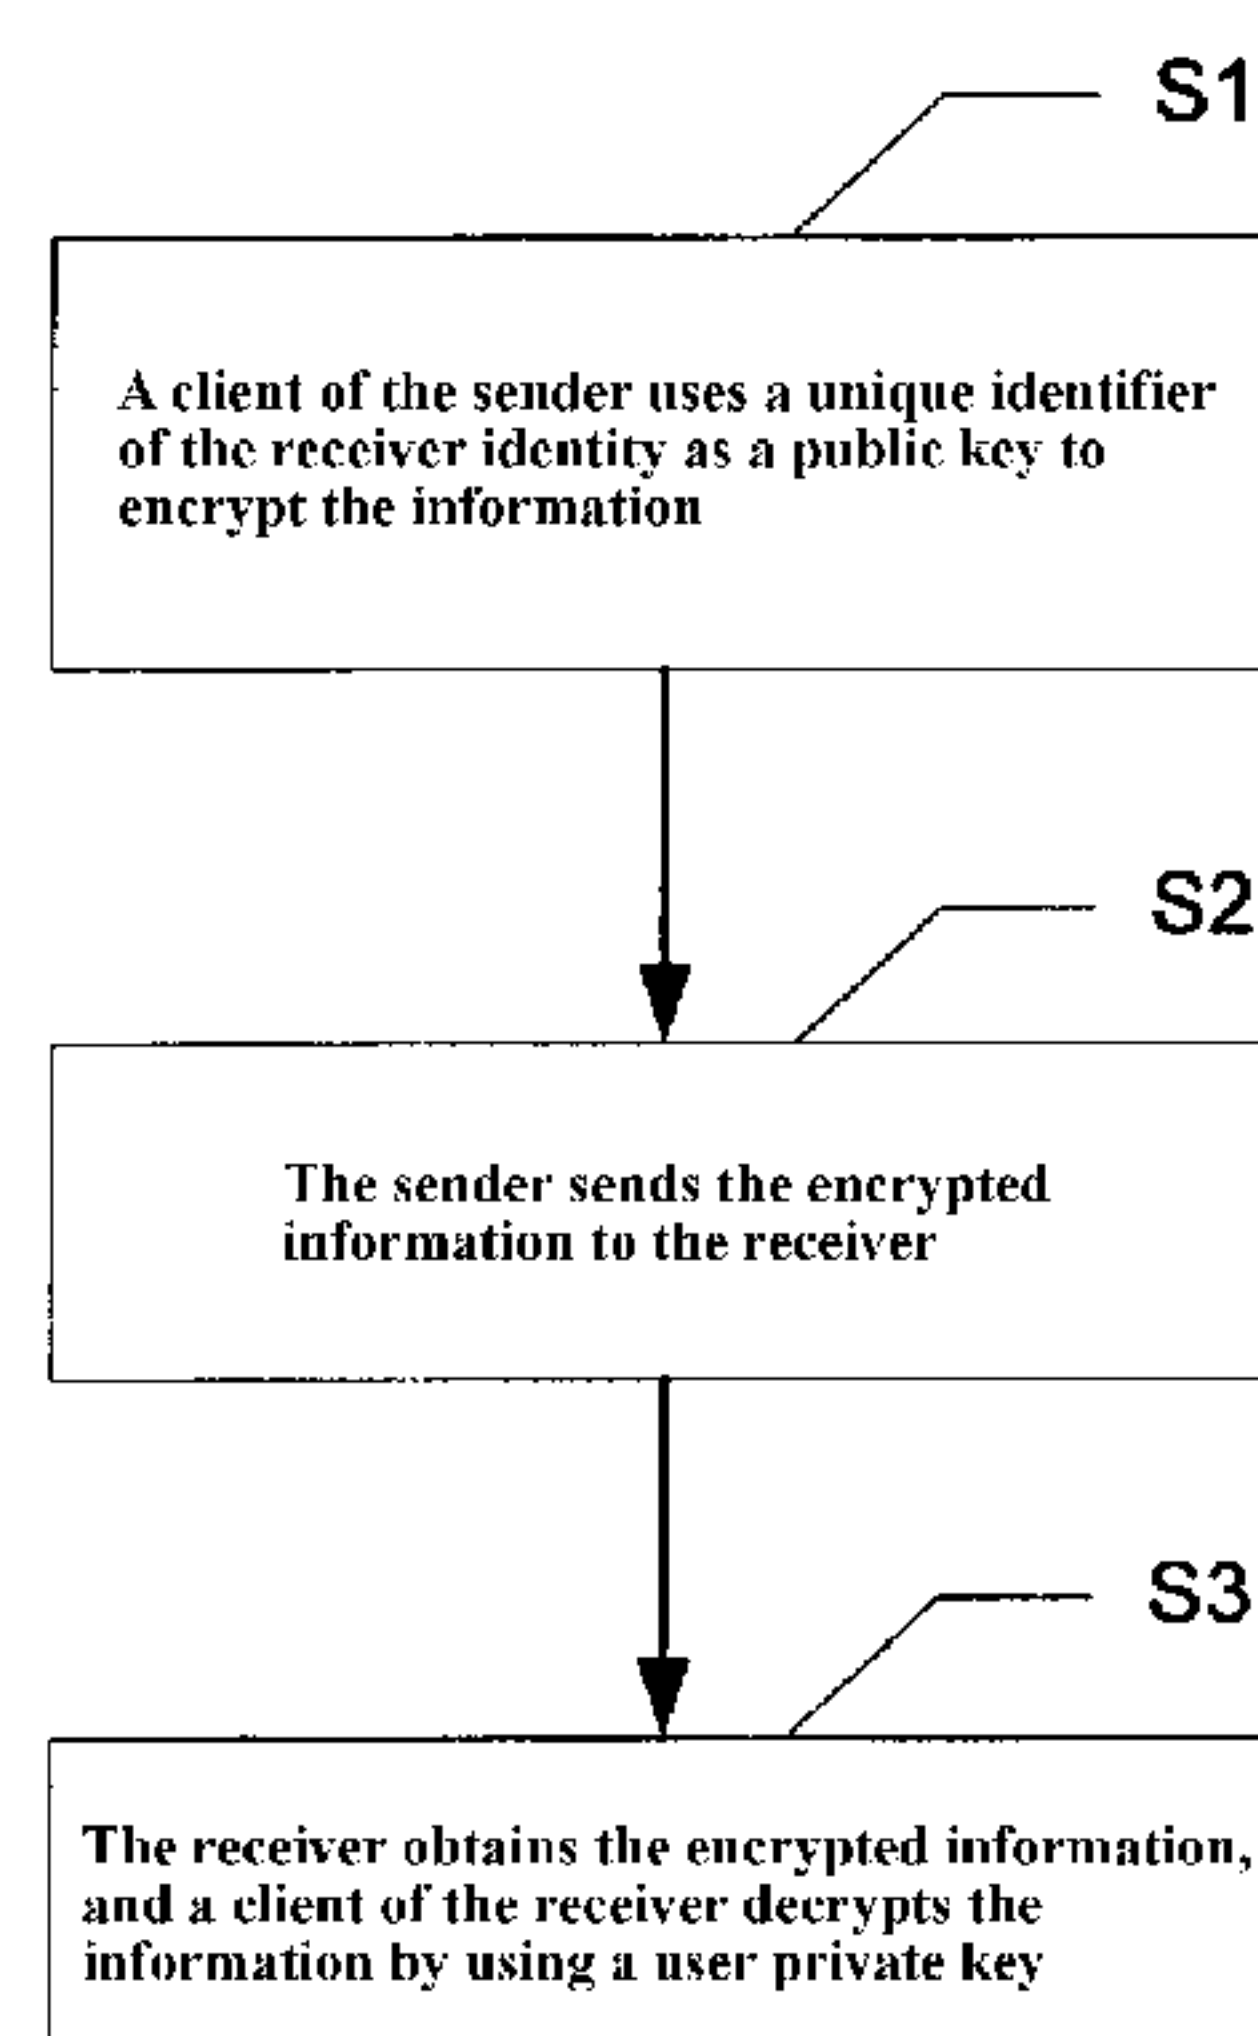 S1
A client of the sender uses a unique identifier
of the receiver identity as a public key to
encrypt the information
S2
The sender sends the encrypted
information to the receiver
S3
The receiver obtains the encrypted information,
and a client of the receiver decrypts the
information by using a user private key